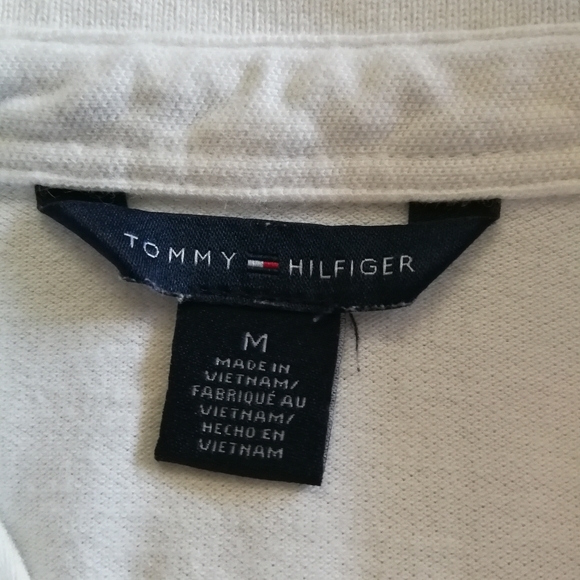 TOMMY HILFIGER
M
MADE IN
VIETNAM/
FABRIQUÉ AU
VIETNAM/
HECHO EN
VIETNAM